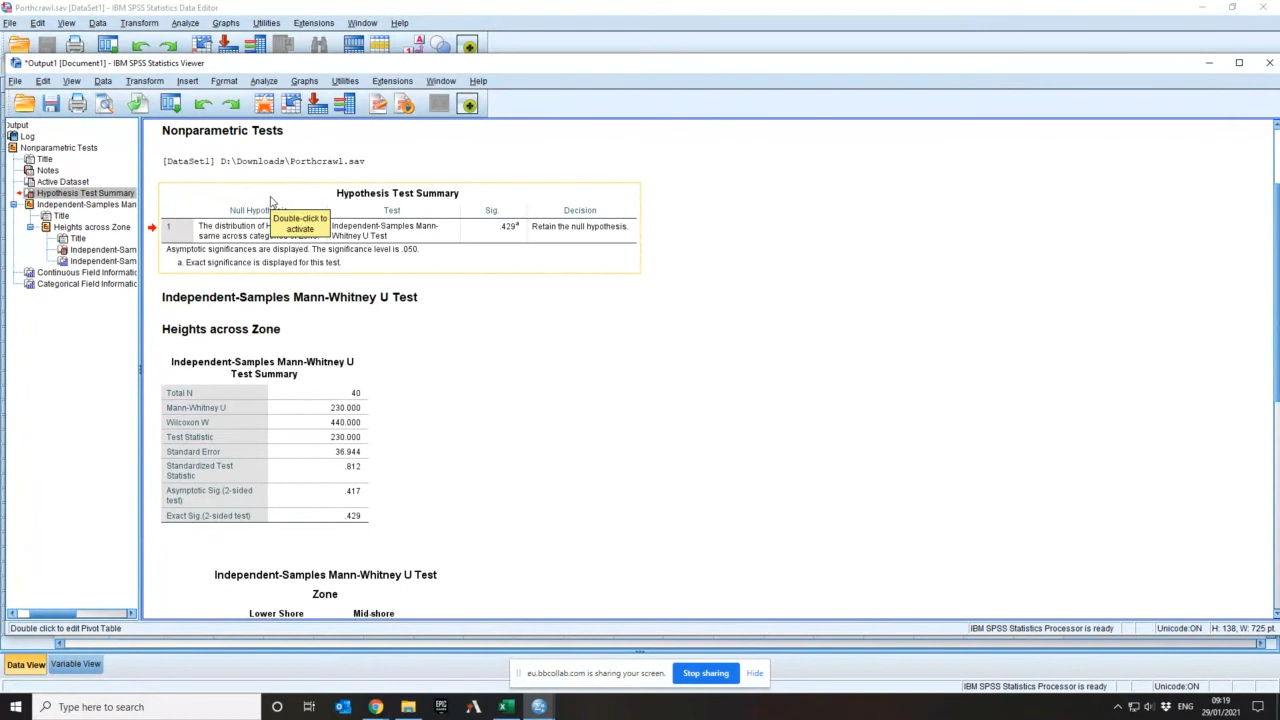 Porthcrawl.sav [DataSet1] - IBM SPSS Statistics Data Editor
File Edit View Data Transform Analyze Graphs Utilities Extensions Window Help
*Output1 [Document1] - IBM SPSS Statistics Viewer
File Edit View Data Transform Insert Format Analyze Graphs Utilities Extensions Window Help
Output
Log
Nonparametric Tests
Title
Notes
Active Dataset
Hypothesis Test Summary
Independent-Samples Man
Title
Heights across Zone
Title
Independent-Sam
Independent-Sam
Continuous Field Informatic
Categorical Field Informatic
Nonparametric Tests
[DataSet1] D:\Downloads\Porthcrawl.sav
Hypothesis Test Summary
Null Hypothesis Test Sig. Decision
1 The distribution of H Independent-Samples Mann- .429a Retain the null hypothesis.
same across categories of Zone. Whitney U Test
Double-click to
activate
Asymptotic significances are displayed. The significance level is .050.
a. Exact significance is displayed for this test.
Independent-Samples Mann-Whitney U Test
Heights across Zone
Independent-Samples Mann-Whitney U
Test Summary
Total N 40
Mann-Whitney U 230.000
Wilcoxon W 440.000
Test Statistic 230.000
Standard Error 36.944
Standardized Test .812
Statistic
Asymptotic Sig.(2-sided .417
test)
Exact Sig.(2-sided test) .429
Independent-Samples Mann-Whitney U Test
Zone
Lower Shore Mid-shore
Double click to edit Pivot Table IBM SPSS Statistics Processor is ready Unicode:ON H: 138, W: 725 pt.
Data View Variable View
eu.bbcollab.com is sharing your screen. Stop sharing Hide
IBM SPSS Statistics Processor is ready Unicode:ON
Type here to search
ENG
09:19
29/01/2021